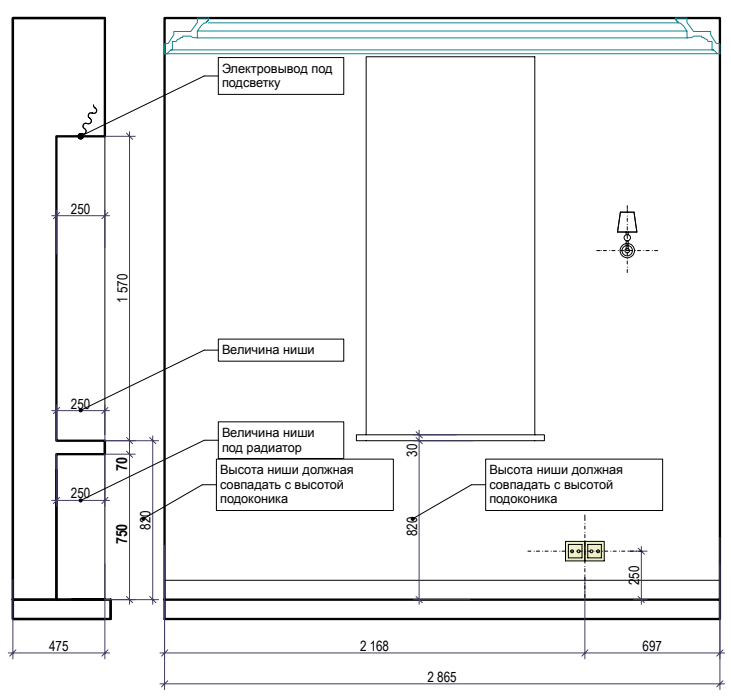 Электровывод под
подсветку
250
1 570
Величина ниши
250
Величина ниши
под радиатор
30
70
Высота ниши должная
совпадать с высотой
подоконика
Высота ниши должная
совпадать с высотой
подоконика
250
750
820
820
250
475
2 168
697
2 865